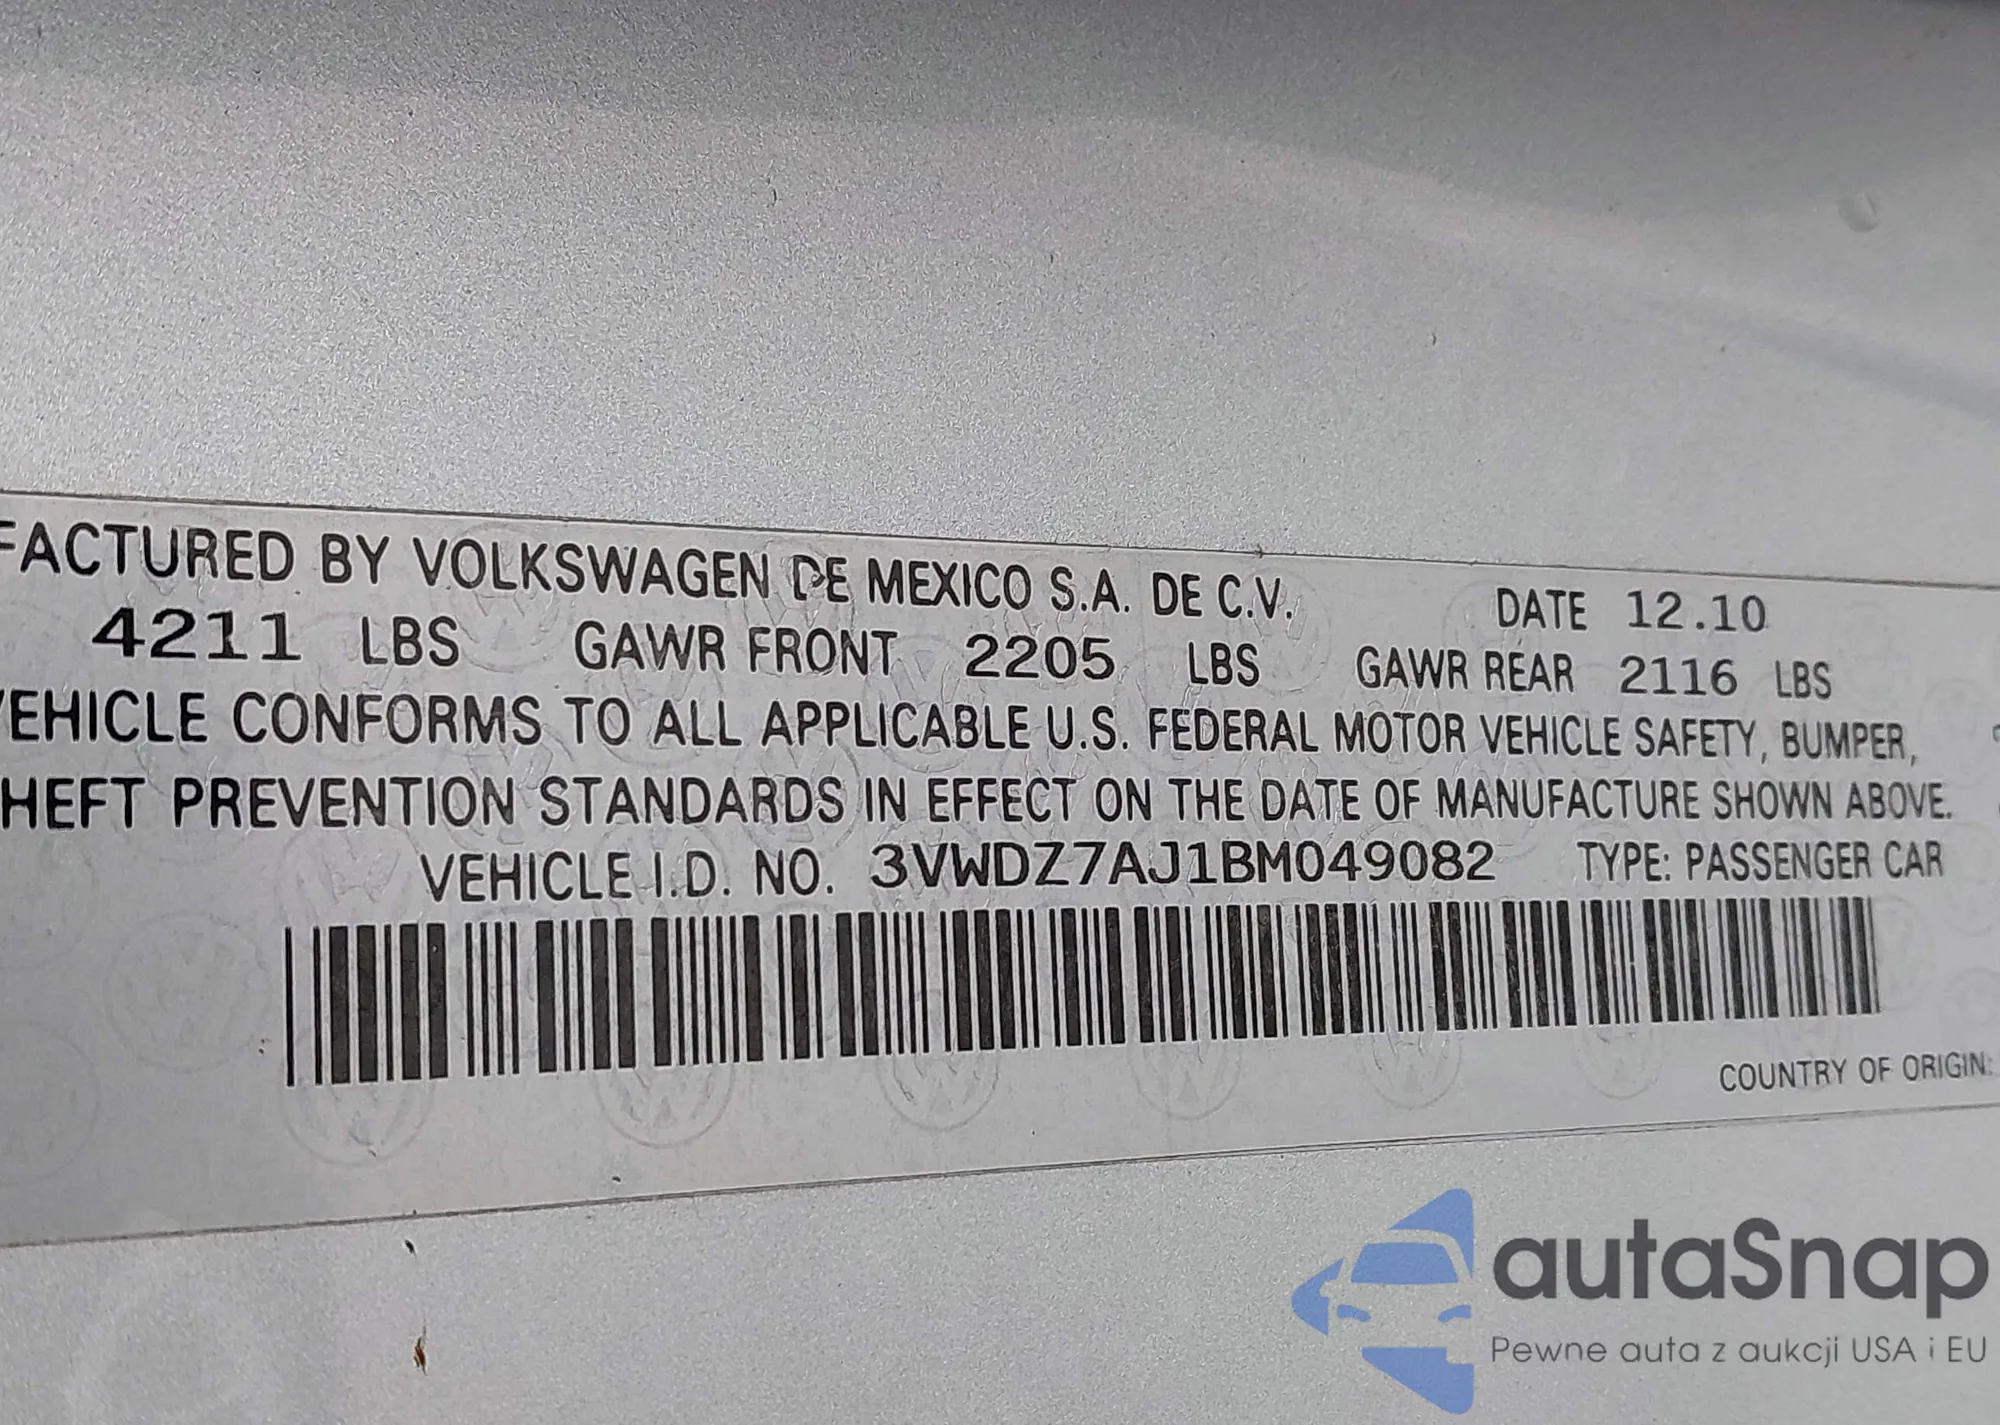 FACTURED BY VOLKSWAGEN DE MEXICO S.A. DE C.V. DATE 12.10
4211 LBS GAWR FRONT 2205 LBS GAWR REAR 2116 LBS
VEHICLE CONFORMS TO ALL APPLICABLE U.S. FEDERAL MOTOR VEHICLE SAFETY, BUMPER,
HEFT PREVENTION STANDARDS IN EFFECT ON THE DATE OF MANUFACTURE SHOWN ABOVE.
VEHICLE I.D. NO. 3VWDZ7AJ1BM049082 TYPE: PASSENGER CAR
COUNTRY OF ORIGIN:
autaSnap
Pewne auta z aukcji USA i EU